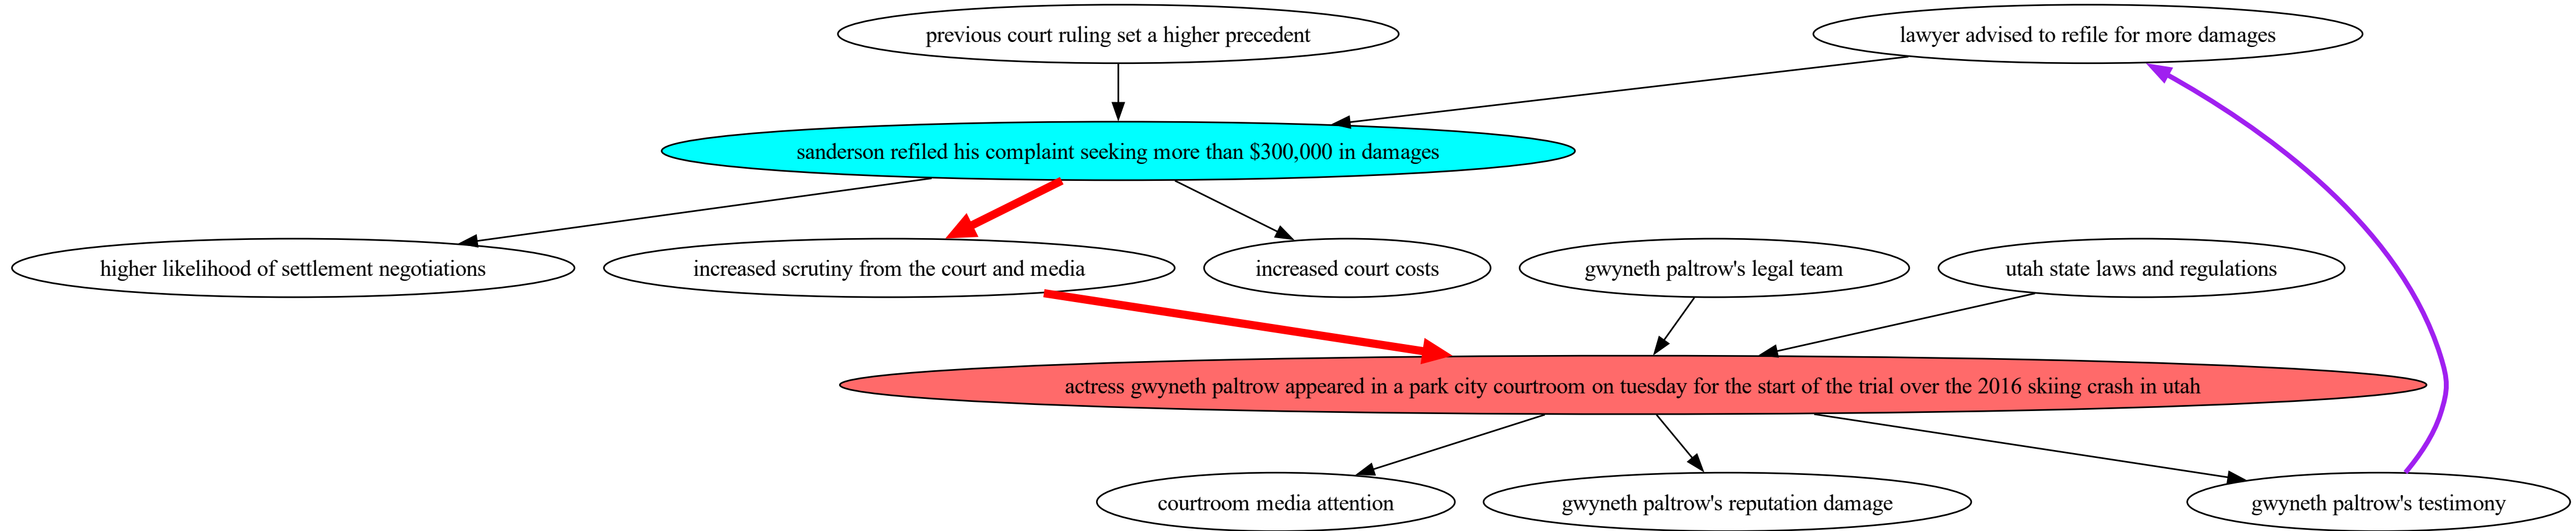 previous court ruling set a higher precedent
lawyer advised to refile for more damages
sanderson refiled his complaint seeking more than $300,000 in damages
higher likelihood of settlement negotiations
increased scrutiny from the court and media
increased court costs
gwyneth paltrow's legal team
utah state laws and regulations
actress gwyneth paltrow appeared in a park city courtroom on tuesday for the start of the trial over the 2016 skiing crash in utah
courtroom media attention
gwyneth paltrow's reputation damage
gwyneth paltrow's testimony